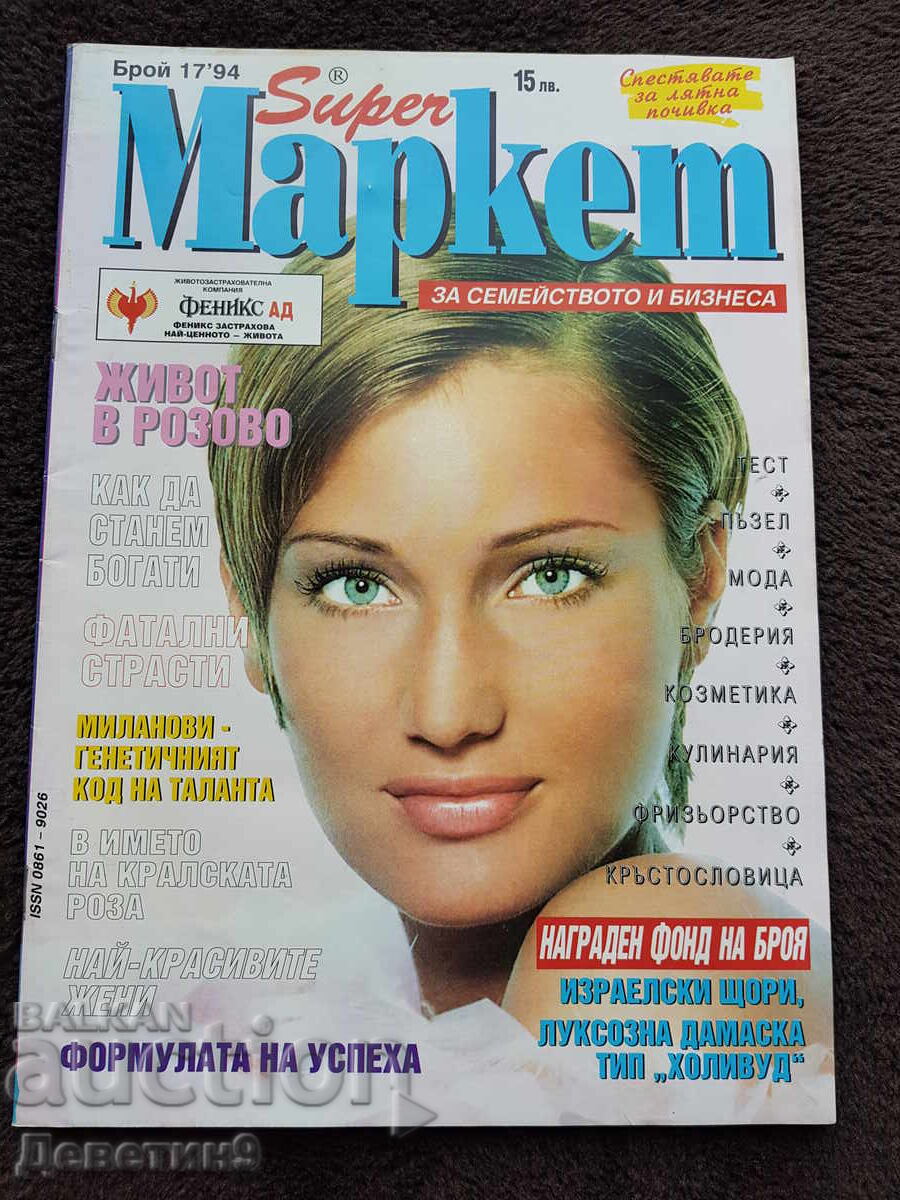 Брой 17'94
Super®
15 лв.
Спестявате
за лятна
почивка
Маркет
ЗА СЕМЕЙСТВОТО И БИЗНЕСА
ЖИВОТОЗАСТРАХОВАТЕЛНА
КОМПАНИЯ
ФЕНИКС АД
ФЕНИКС ЗАСТРАХОВА
НАЙ-ЦЕННОТО – ЖИВОТА
ЖИВОТ
В РОЗОВО
КАК ДА
СТАНЕМ
БОГАТИ
ФАТАЛНИ
СТРАСТИ
МИЛАНОВИ -
ГЕНЕТИЧНИЯТ
КОД НА ТАЛАНТА
В ИМЕТО
НА КРАЛСКАТА
РОЗА
НАЙ-КРАСИВИТЕ
ЖЕНИ
ФОРМУЛАТА НА УСПЕХА
ISSN 0861 – 9026
ТЕСТ
ПЪЗЕЛ
МОДА
БРОДЕРИЯ
КОЗМЕТИКА
КУЛИНАРИЯ
ФРИЗЬОРСТВО
КРЪСТОСЛОВИЦА
НАГРАДЕН ФОНД НА БРОЯ
ИЗРАЕЛСКИ ЩОРИ,
ЛУКСОЗНА ДАМАСКА
ТИП „ХОЛИВУД“
BALKAN
auction
Деветин9